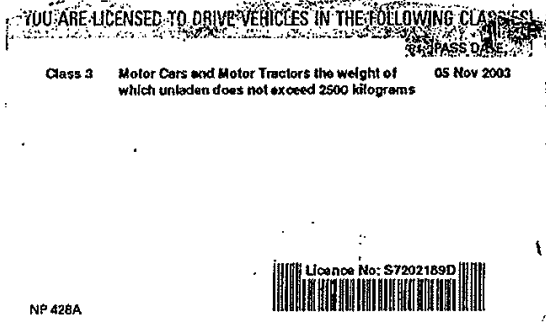 YOU ARE LICENSED TO DRIVE VEHICLES IN THE FOLLOWING CLASSES!
PASS DATE
Class 3 Motor Cars and Motor Tractors the weight of 05 Nov 2003
which unladen does not exceed 2500 kilograms
Licence No: S7202189D
NP 428A